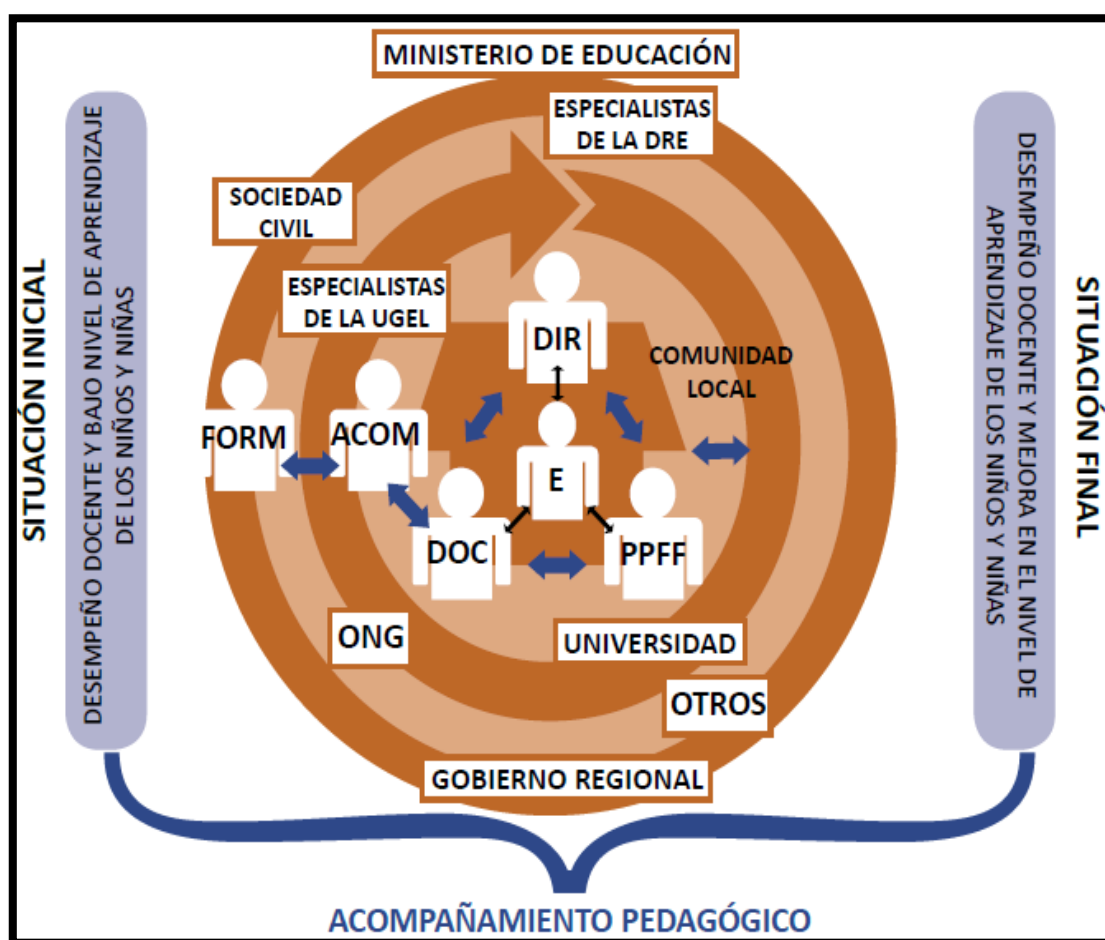 MINISTERIO DE EDUCACIÓN
ESPECIALISTAS
DE LA DRE
SOCIEDAD
CIVIL
ESPECIALISTAS
DE LA UGEL
SITUACIÓN INICIAL
DESEMPEÑO DOCENTE Y BAJO NIVEL DE APRENDIZAJE
DE LOS NIÑOS Y NIÑAS
DIR
COMUNIDAD
LOCAL
FORM
ACOM
E
DOC
PPFF
ONG
UNIVERSIDAD
OTROS
GOBIERNO REGIONAL
DESEMPEÑO DOCENTE Y MEJORA EN EL NIVEL DE
APRENDIZAJE DE LOS NIÑOS Y NIÑAS
SITUACIÓN FINAL
ACOMPAÑAMIENTO PEDAGÓGICO